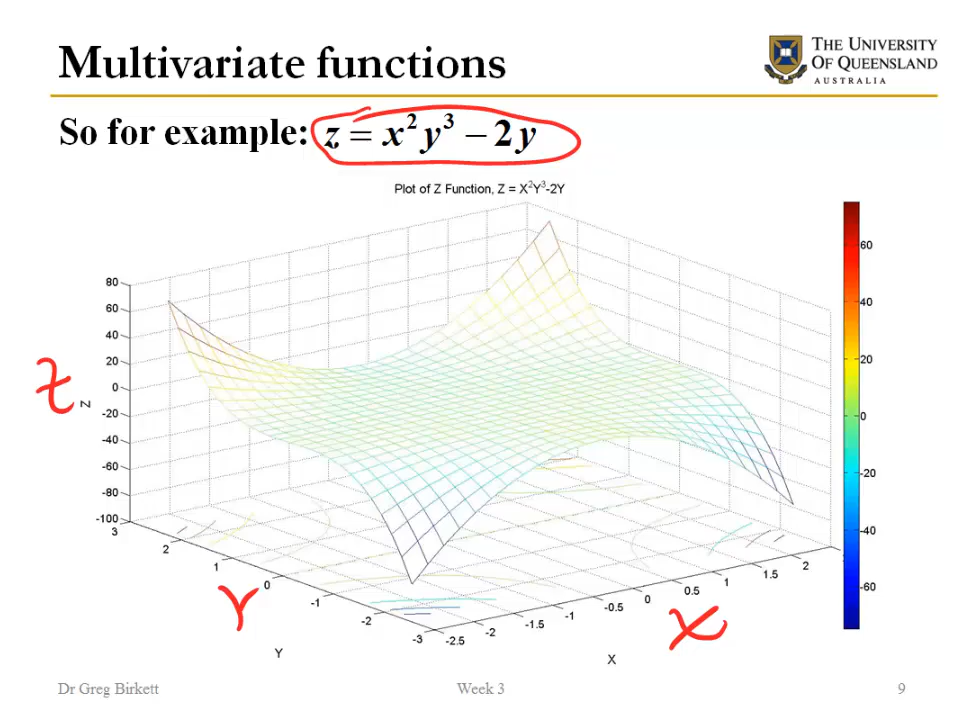 Multivariate functions
THE UNIVERSITY
OF QUEENSLAND
AUSTRALIA
So for example: z = x²y³ − 2y
Plot of Z Function, Z = X²Y³-2Y
80
60
40
20
0
-20
-40
-60
-80
-100
Z
Z
3
2
1
0
-1
-2
-3
Y
Y
-2.5
-2
-1.5
-1
-0.5
0
0.5
1
1.5
2
X
X
60
40
20
0
-20
-40
-60
Dr Greg Birkett
Week 3
9